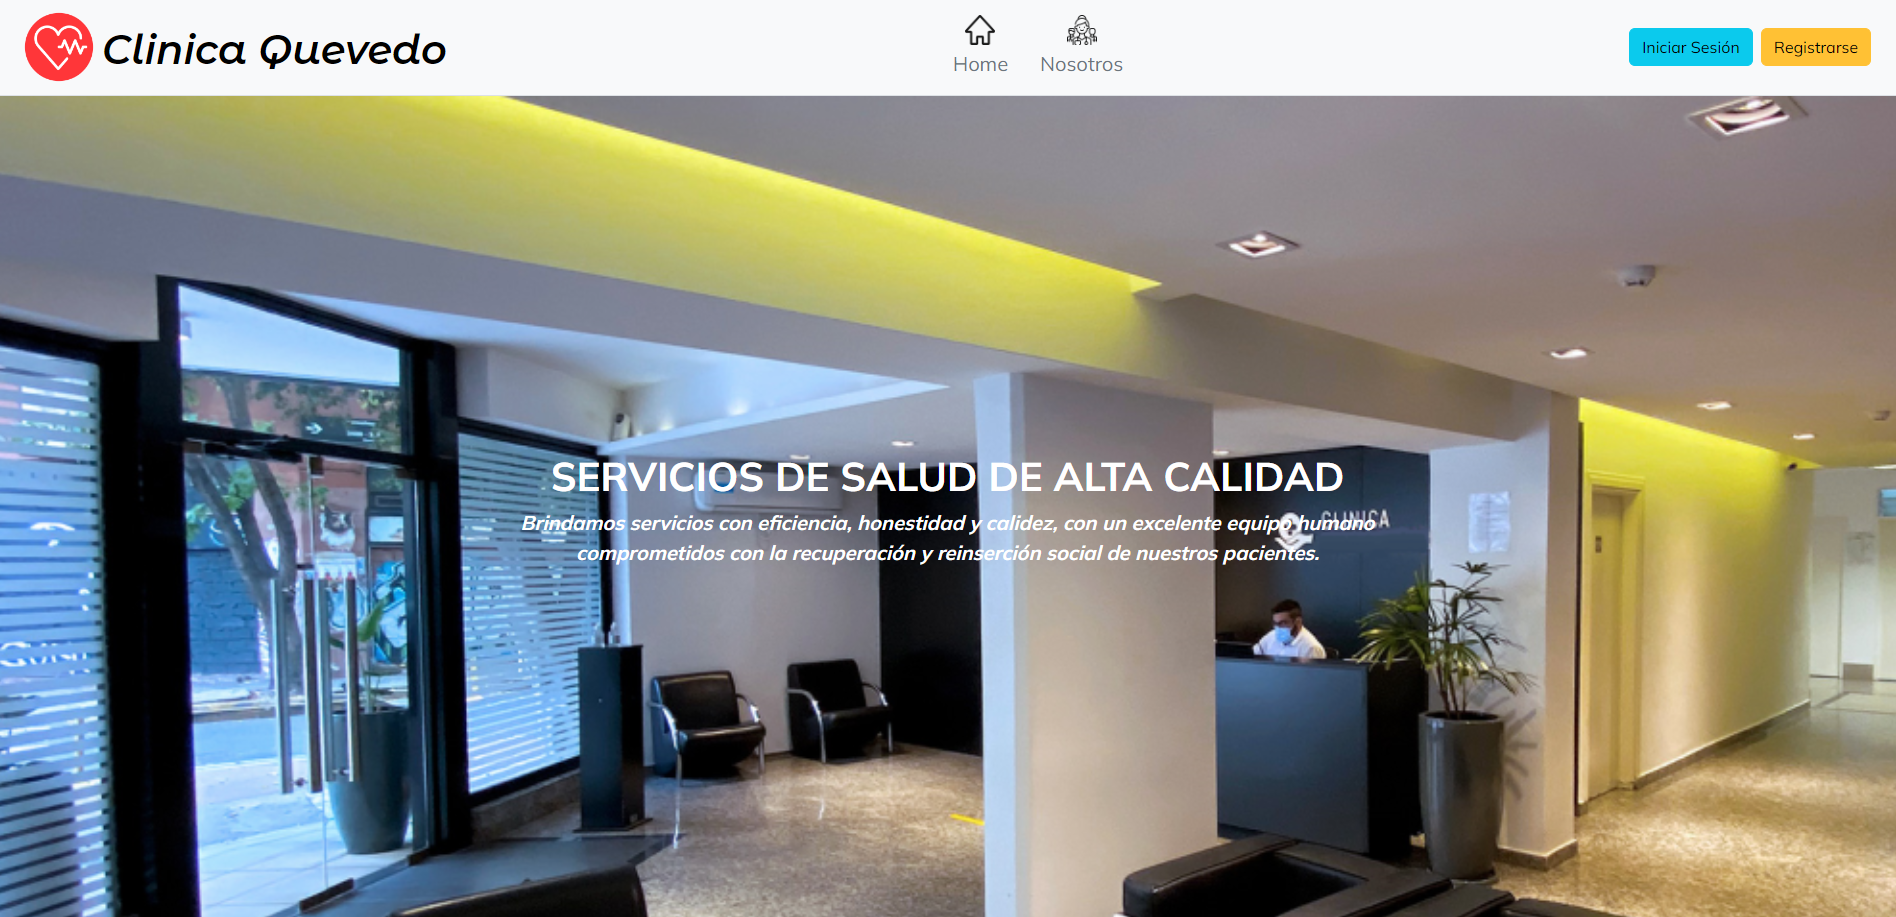 Clinica Quevedo
Home
Nosotros
Iniciar Sesión
Registrarse
SERVICIOS DE SALUD DE ALTA CALIDAD
Brindamos servicios con eficiencia, honestidad y calidez, con un excelente equipo humano
comprometidos con la recuperación y reinserción social de nuestros pacientes.
CLINICA